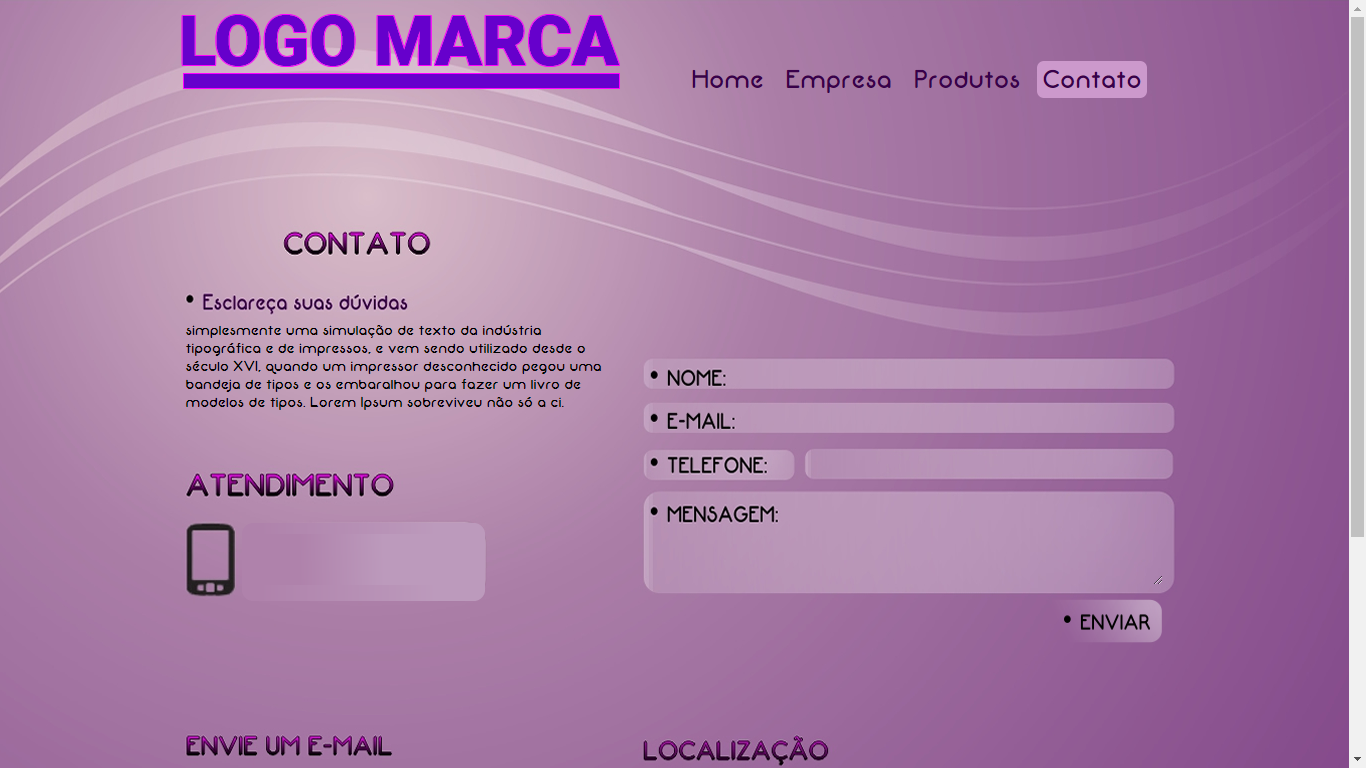 LOGO MARCA
Home Empresa Produtos Contato
CONTATO
• Esclareça suas dúvidas
simplesmente uma simulação de texto da indústria
tipográfica e de impressos, e vem sendo utilizado desde o
século XVI, quando um impressor desconhecido pegou uma
bandeja de tipos e os embaralhou para fazer um livro de
modelos de tipos. Lorem Ipsum sobreviveu não só a ci.
• NOME:
• E-MAIL:
• TELEFONE:
• MENSAGEM:
• ENVIAR
ATENDIMENTO
ENVIE UM E-MAIL
LOCALIZAÇÃO